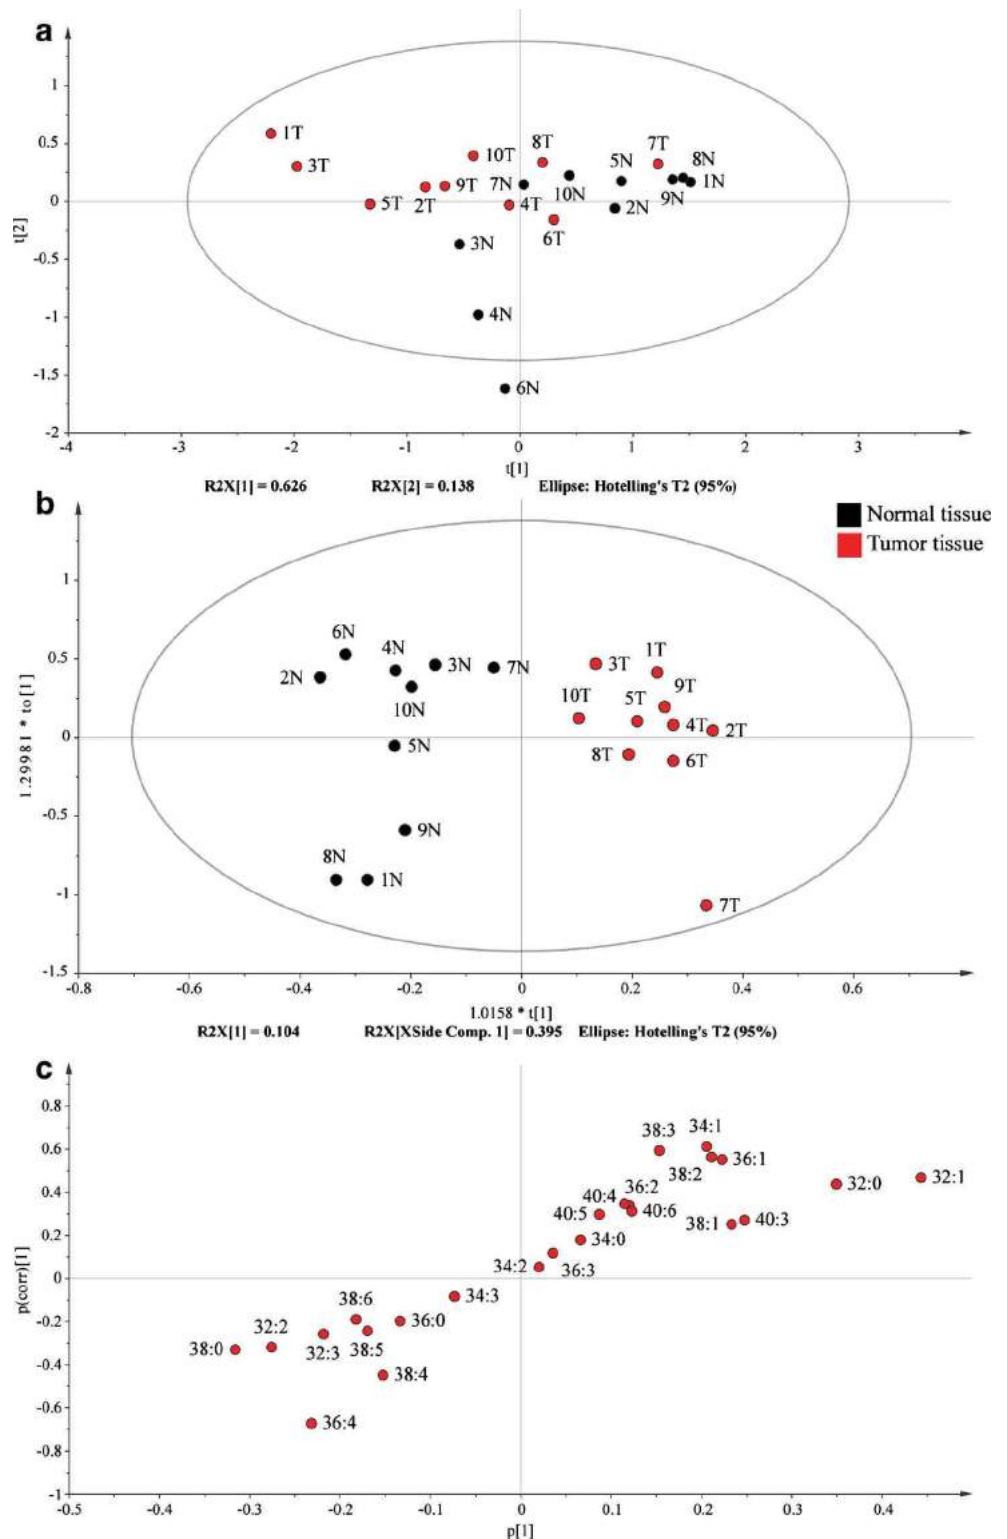 a
1
0.5
0
-0.5
-1
-1.5
-2
t[2]
1T
3T
5T
2T
9T
10T
7N
8T
4T
10N
6T
5N
2N
7T
8N
9N
1N
3N
4N
6N
-4
-3
-2
-1
0
1
2
3
t[1]
R2X[1] = 0.626 R2X[2] = 0.138 Ellipse: Hotelling's T2 (95%)
b
Normal tissue
Tumor tissue
1
0.5
0
-0.5
-1
-1.5
1.29981 * to[1]
6N
2N
4N
10N
3N
7N
5N
9N
8N
1N
3T
1T
9T
10T
5T
4T
2T
8T
6T
7T
-0.8
-0.6
-0.4
-0.2
0
0.2
0.4
0.6
1.0158 * t[1]
R2X[1] = 0.104 R2X[XSide Comp. 1] = 0.395 Ellipse: Hotelling's T2 (95%)
c
0.8
0.6
0.4
0.2
0
-0.2
-0.4
-0.6
-0.8
-1
p(corr)[1]
38:3
34:1
38:2
36:1
32:0
32:1
40:4
36:2
40:5
40:6
38:1
40:3
34:0
34:2
36:3
34:3
38:6
36:0
32:2
38:0
32:3
38:5
38:4
36:4
-0.5
-0.4
-0.3
-0.2
-0.1
0
0.1
0.2
0.3
0.4
p[1]